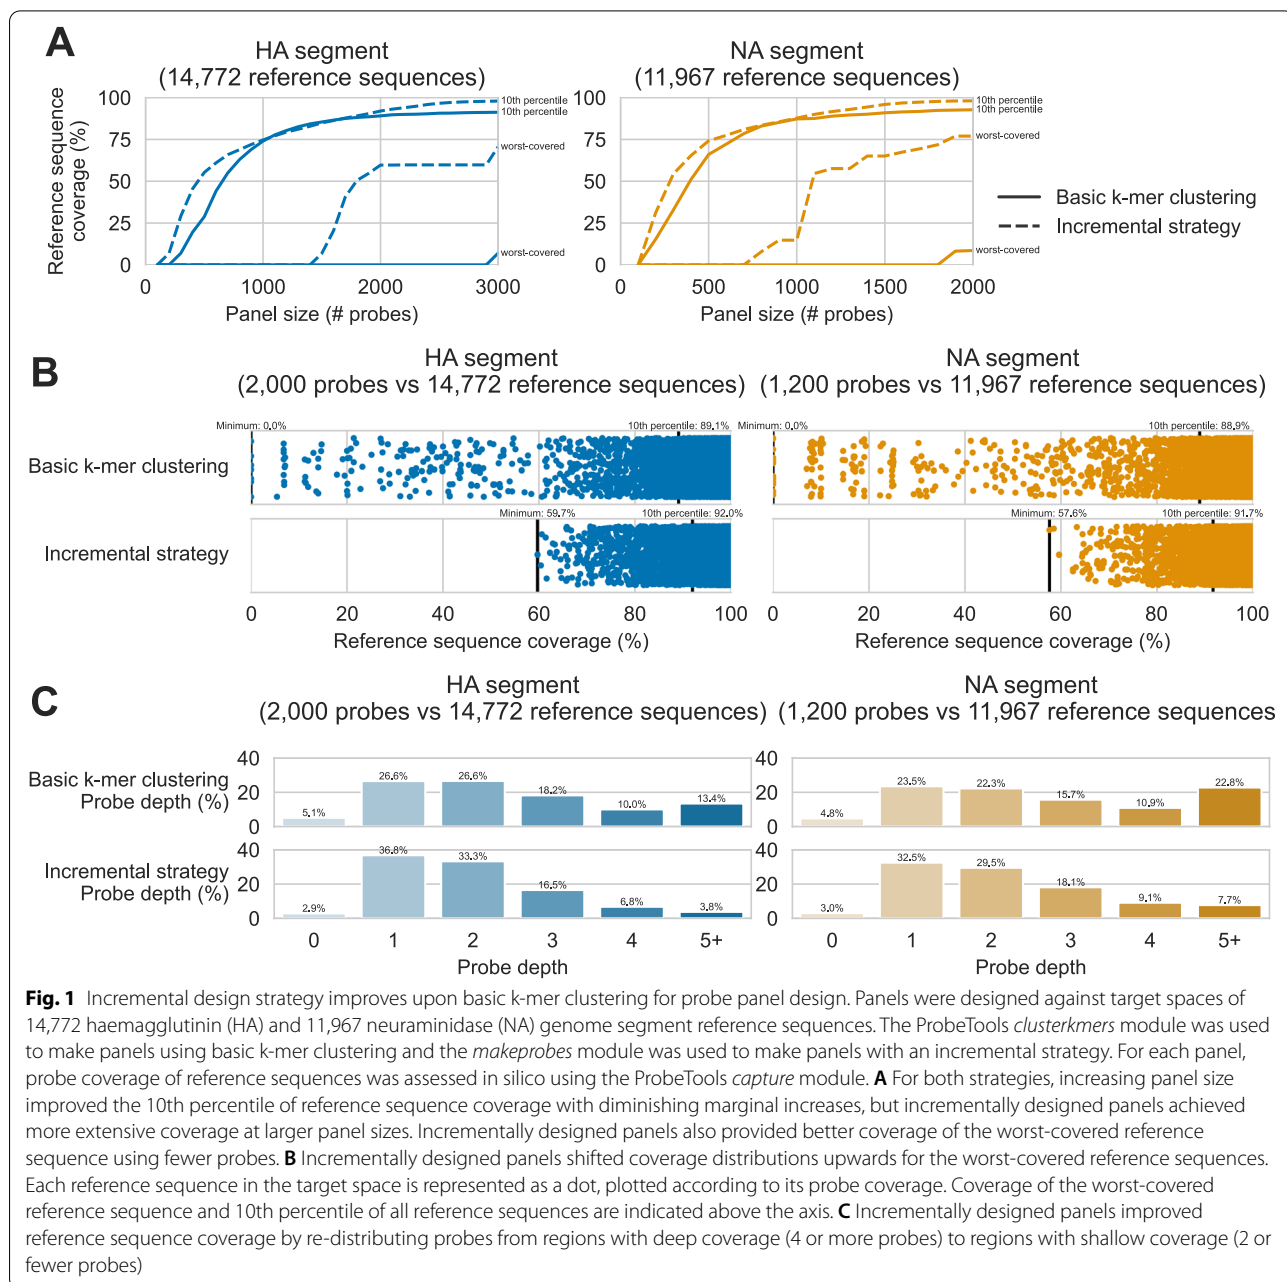 A
HA segment
(14,772 reference sequences)
NA segment
(11,967 reference sequences)
Reference sequence
coverage (%)
100
75
50
25
0
10th percentile
10th percentile
worst-covered
worst-covered
0
1000
2000
3000
Panel size (# probes)
100
75
50
25
0
10th percentile
10th percentile
worst-covered
worst-covered
0
500
1000
1500
2000
Panel size (# probes)
Basic k-mer clustering
Incremental strategy
B
HA segment
(2,000 probes vs 14,772 reference sequences)
NA segment
(1,200 probes vs 11,967 reference sequences)
Minimum: 0.0%
10th percentile: 89.1%
Minimum: 0.0%
10th percentile: 88.9%
Basic k-mer clustering
Minimum: 59.7%
10th percentile: 92.0%
Minimum: 57.6%
10th percentile: 91.7%
Incremental strategy
0
20
40
60
80
100
Reference sequence coverage (%)
0
20
40
60
80
100
Reference sequence coverage (%)
C
HA segment
(2,000 probes vs 14,772 reference sequences)
NA segment
(1,200 probes vs 11,967 reference sequences
Basic k-mer clustering
Probe depth (%)
40
20
0
5.1%
26.6%
26.6%
18.2%
10.0%
13.4%
40
20
0
4.8%
23.5%
22.3%
15.7%
10.9%
22.8%
Incremental strategy
Probe depth (%)
40
20
0
2.9%
36.8%
33.3%
16.5%
6.8%
3.8%
40
20
0
3.0%
32.5%
29.5%
18.1%
9.1%
7.7%
0
1
2
3
4
5+
Probe depth
0
1
2
3
4
5+
Probe depth
Fig. 1 Incremental design strategy improves upon basic k-mer clustering for probe panel design. Panels were designed against target spaces of
14,772 haemagglutinin (HA) and 11,967 neuraminidase (NA) genome segment reference sequences. The ProbeTools clusterkmers module was used
to make panels using basic k-mer clustering and the makeprobes module was used to make panels with an incremental strategy. For each panel,
probe coverage of reference sequences was assessed in silico using the ProbeTools capture module. A For both strategies, increasing panel size
improved the 10th percentile of reference sequence coverage with diminishing marginal increases, but incrementally designed panels achieved
more extensive coverage at larger panel sizes. Incrementally designed panels also provided better coverage of the worst-covered reference
sequence using fewer probes. B Incrementally designed panels shifted coverage distributions upwards for the worst-covered reference sequences.
Each reference sequence in the target space is represented as a dot, plotted according to its probe coverage. Coverage of the worst-covered
reference sequence and 10th percentile of all reference sequences are indicated above the axis. C Incrementally designed panels improved
reference sequence coverage by re-distributing probes from regions with deep coverage (4 or more probes) to regions with shallow coverage (2 or
fewer probes)